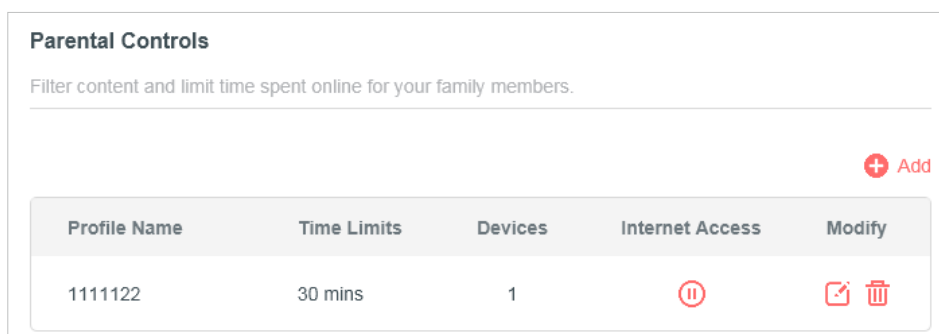 Parental Controls
Filter content and limit time spent online for your family members.
Add
Profile Name Time Limits Devices Internet Access Modify
1111122 30 mins 1